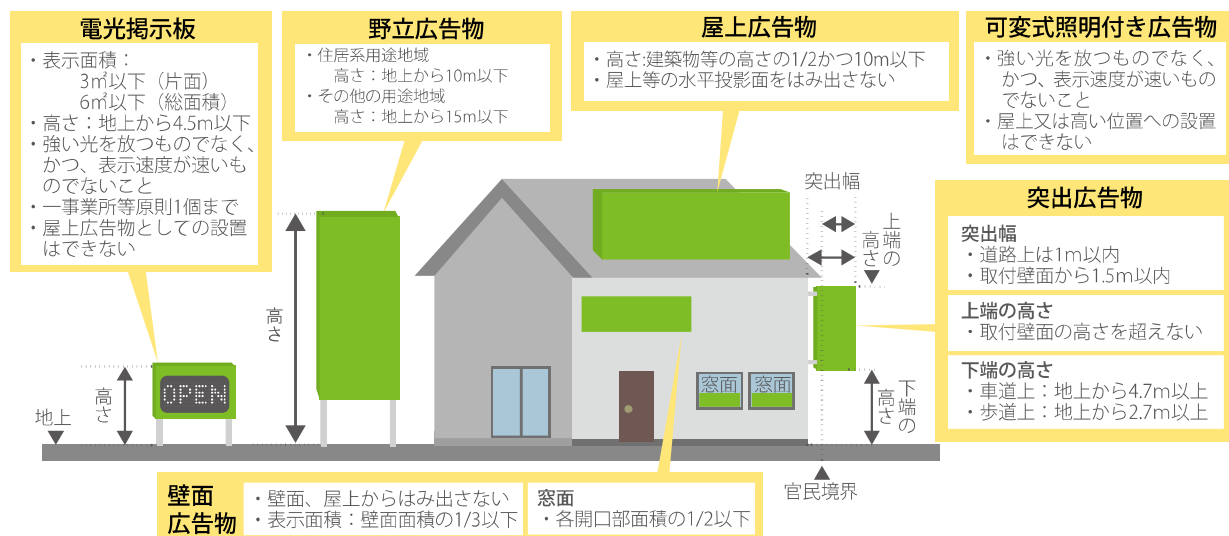 電光掲示板
・表示面積：
3㎡以下（片面）
6㎡以下（総面積）
・高さ：地上から4.5m以下
・強い光を放つものでなく、
かつ、表示速度が速いも
のでないこと
・一事業所等原則1個まで
・屋上広告物としての設置
はできない
野立広告物
・住居系用途地域
高さ：地上から10m以下
・その他の用途地域
高さ：地上から15m以下
屋上広告物
・高さ:建築物等の高さの1/2かつ10m以下
・屋上等の水平投影面をはみ出さない
可変式照明付き広告物
・強い光を放つものでなく、
かつ、表示速度が速いもの
でないこと
・屋上又は高い位置への設置
はできない
突出幅
上端の
高さ
突出広告物
突出幅
・道路上は1m以内
・取付壁面から1.5m以内
上端の高さ
・取付壁面の高さを超えない
下端の高さ
・車道上：地上から4.7m以上
・歩道上：地上から2.7m以上
高さ
高さ
OPEN
地上
窓面
窓面
下端の
高さ
官民境界
壁面
広告物
・壁面、屋上からはみ出さない
・表示面積：壁面面積の1/3以下
窓面
・各開口部面積の1/2以下